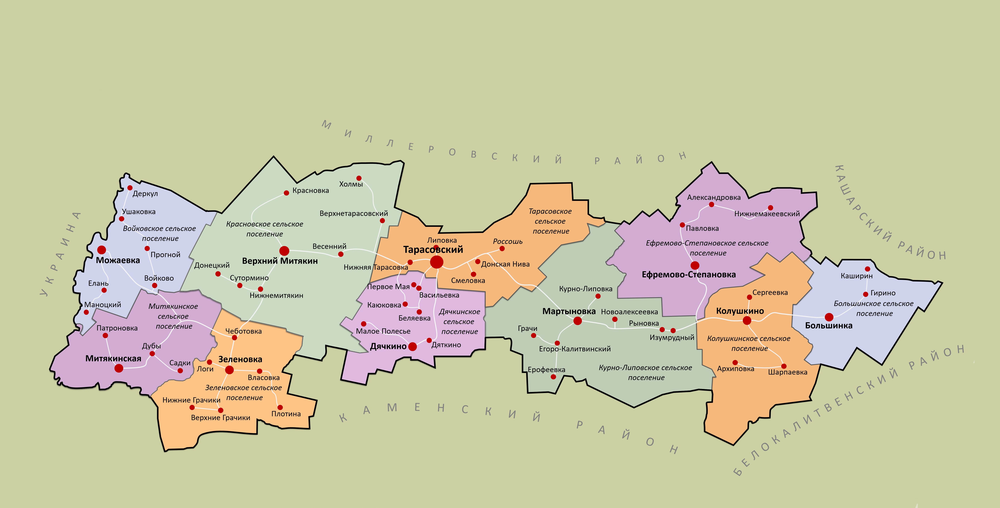 МИЛЛЕРОВСКИЙ РАЙОН
КАШАРСКИЙ РАЙОН
УКРАИНА
КАМЕНСКИЙ РАЙОН
БЕЛОКАЛИТВЕНСКИЙ РАЙОН
Деркул
Ушаковка
Войковское сельское
поселение
Можаевка
Прогной
Войково
Елань
Маноцкий
Митякинское
сельское
поселение
Патроновка
Дубы
Митякинская
Садки
Холмы
Красновка
Верхнетарасовский
Красновское сельское
поселение
Весенний
Верхний Митякин
Донецкий
Сутормино
Нижнемитякин
Чеботовка
Зеленовка
Логи
Власовка
Зеленовское сельское
поселение
Нижние Грачики
Верхние Грачики
Плотина
Тарасовское
сельское
поселение
Липовка
Тарасовский
Россошь
Нижняя Тарасовка
Донская Нива
Смеловка
Первое Мая
Васильевка
Каюковка
Беляевка
Дячкинское
сельское
поселение
Малое Полесье
Дячкино
Дяткино
Курно-Липовка
Мартыновка
Новоалексеевка
Рыновка
Изумрудный
Грачи
Егоро-Калитвинский
Ерофеевка
Курно-Липовское сельское
поселение
Александровка
Нижнемакеевский
Павловка
Ефремово-Степановское сельское
поселение
Ефремово-Степановка
Сергеевка
Колушкино
Колушкинское сельское
поселение
Архиповка
Шарпаевка
Каширин
Гирино
Большинское сельское
поселение
Большинка